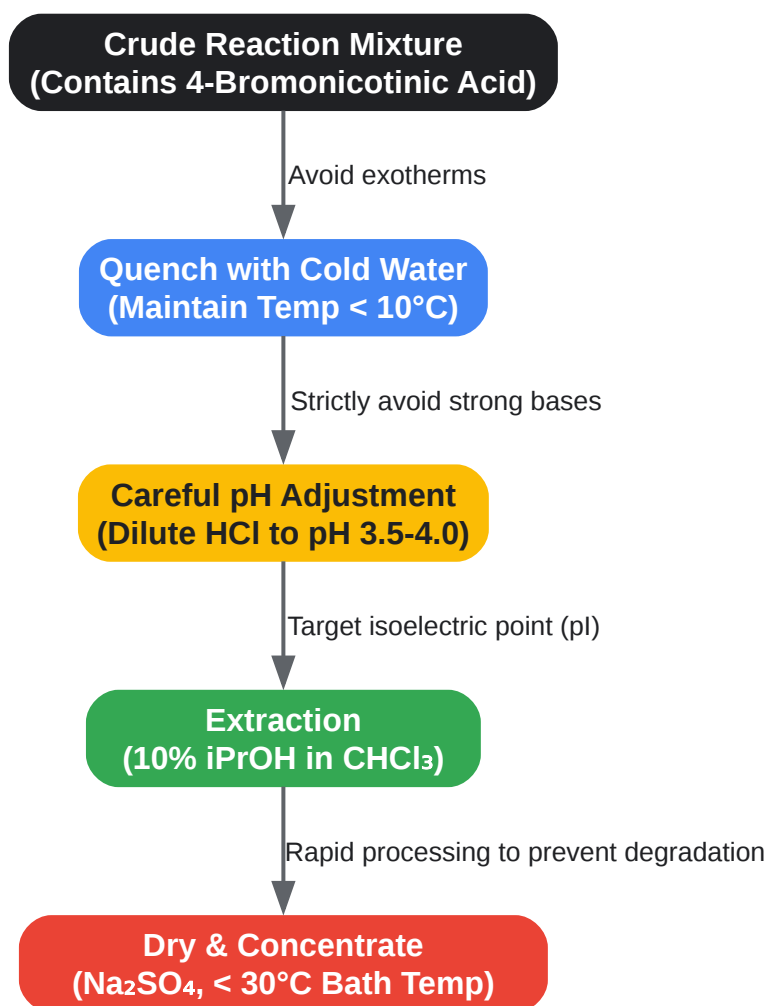 Crude Reaction Mixture
(Contains 4-Bromonicotinic Acid)
Avoid exotherms
Quench with Cold Water
(Maintain Temp < 10°C)
Strictly avoid strong bases
Careful pH Adjustment
(Dilute HCl to pH 3.5-4.0)
Target isoelectric point (pI)
Extraction
(10% iPrOH in CHCl₃)
Rapid processing to prevent degradation
Dry & Concentrate
(Na₂SO₄, < 30°C Bath Temp)